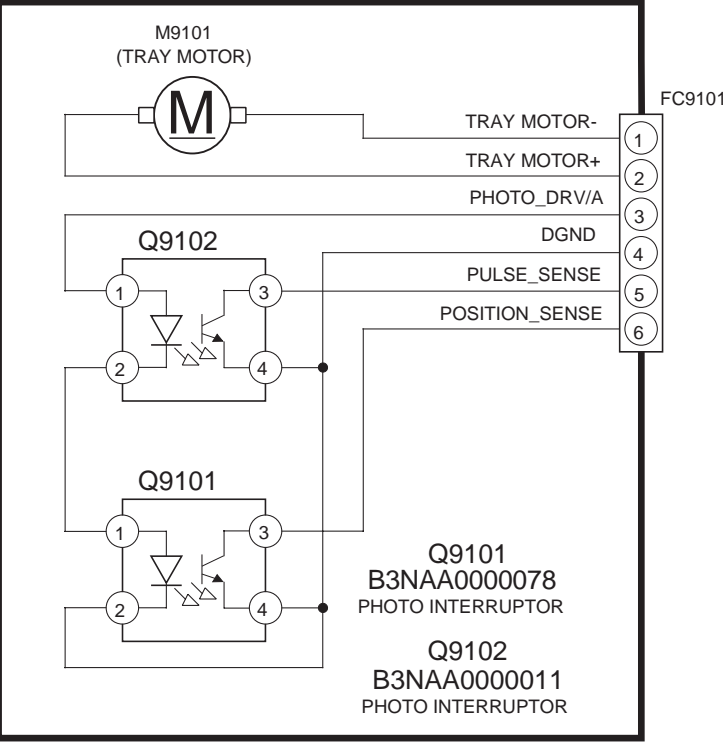 M9101
(TRAY MOTOR)
M
FC9101
TRAY MOTOR-
1
TRAY MOTOR+
2
PHOTO_DRV/A
3
DGND
4
PULSE_SENSE
5
POSITION_SENSE
6
Q9102
1
3
2
4
Q9101
1
3
2
4
Q9101
B3NAA0000078
PHOTO INTERRUPTOR
Q9102
B3NAA0000011
PHOTO INTERRUPTOR